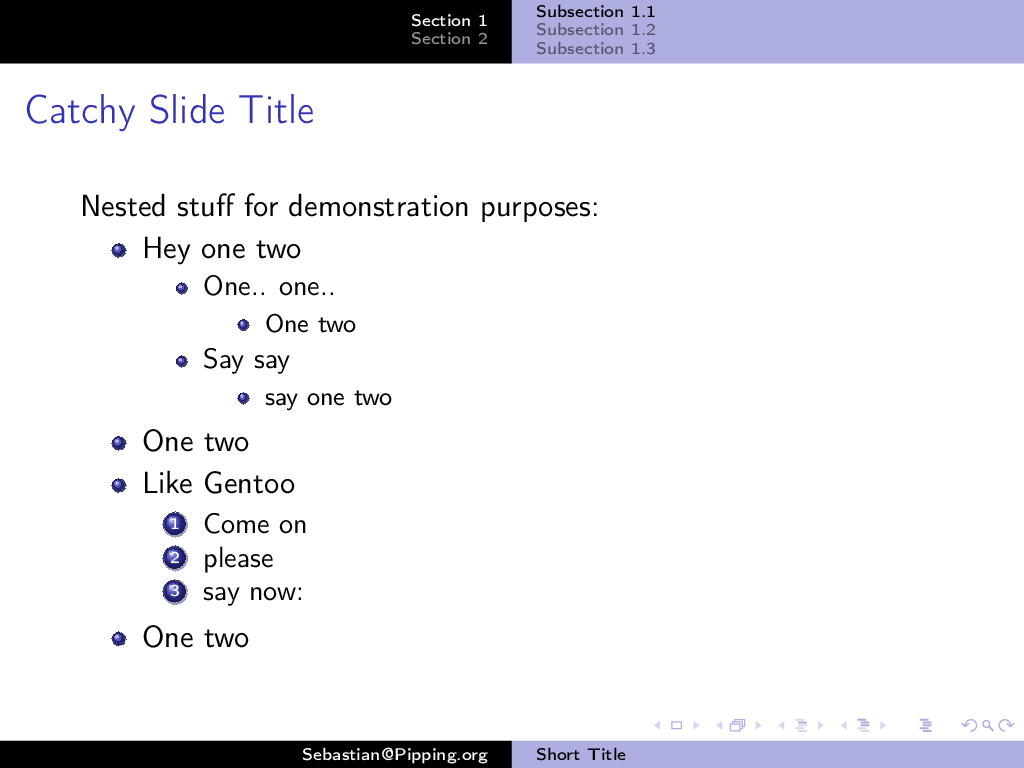 Section 1
Section 2
Subsection 1.1
Subsection 1.2
Subsection 1.3
Catchy Slide Title
Nested stuff for demonstration purposes:
Hey one two
One.. one..
One two
Say say
say one two
One two
Like Gentoo
1 Come on
2 please
3 say now:
One two
Sebastian@Pipping.org
Short Title